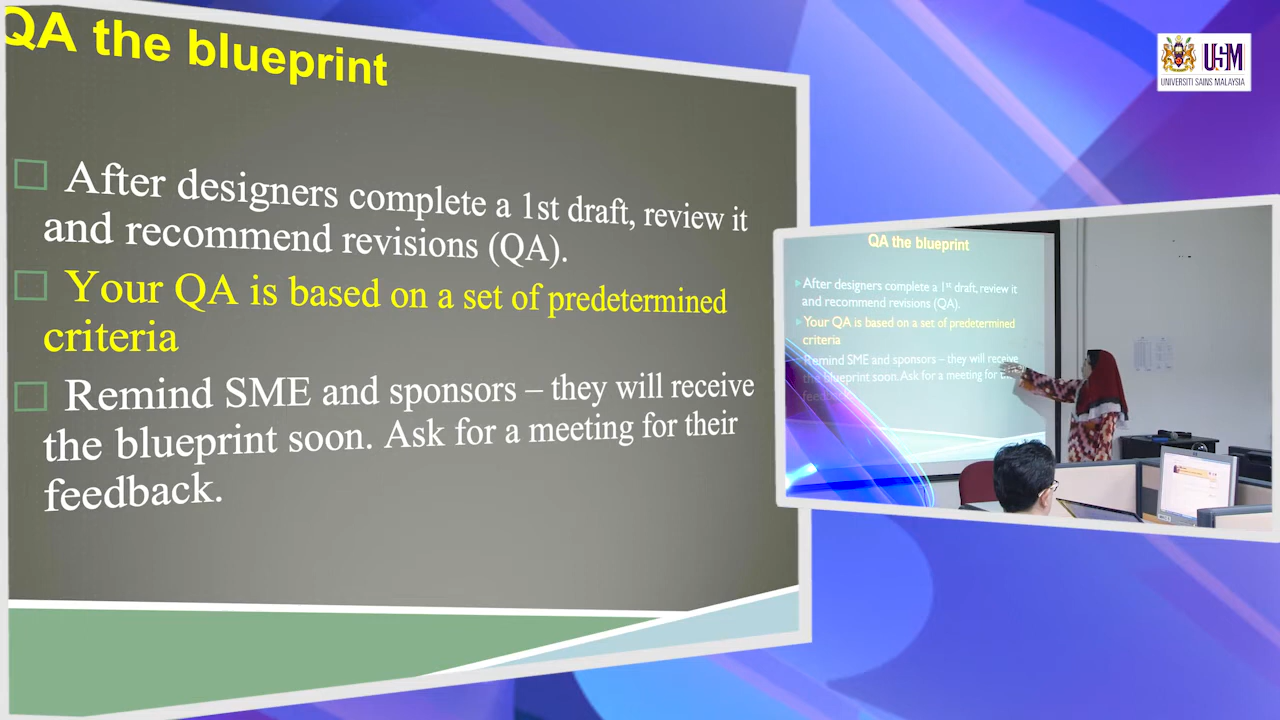 QA the blueprint
After designers complete a 1st draft, review it
and recommend revisions (QA).
Your QA is based on a set of predetermined
criteria
Remind SME and sponsors – they will receive
the blueprint soon. Ask for a meeting for their
feedback.
USM
UNIVERSITI SAINS MALAYSIA
QA the blueprint
After designers complete a 1st draft, review it
and recommend revisions (QA).
Your QA is based on a set of predetermined
criteria
Remind SME and sponsors – they will receive
the blueprint soon. Ask for a meeting for
feedback